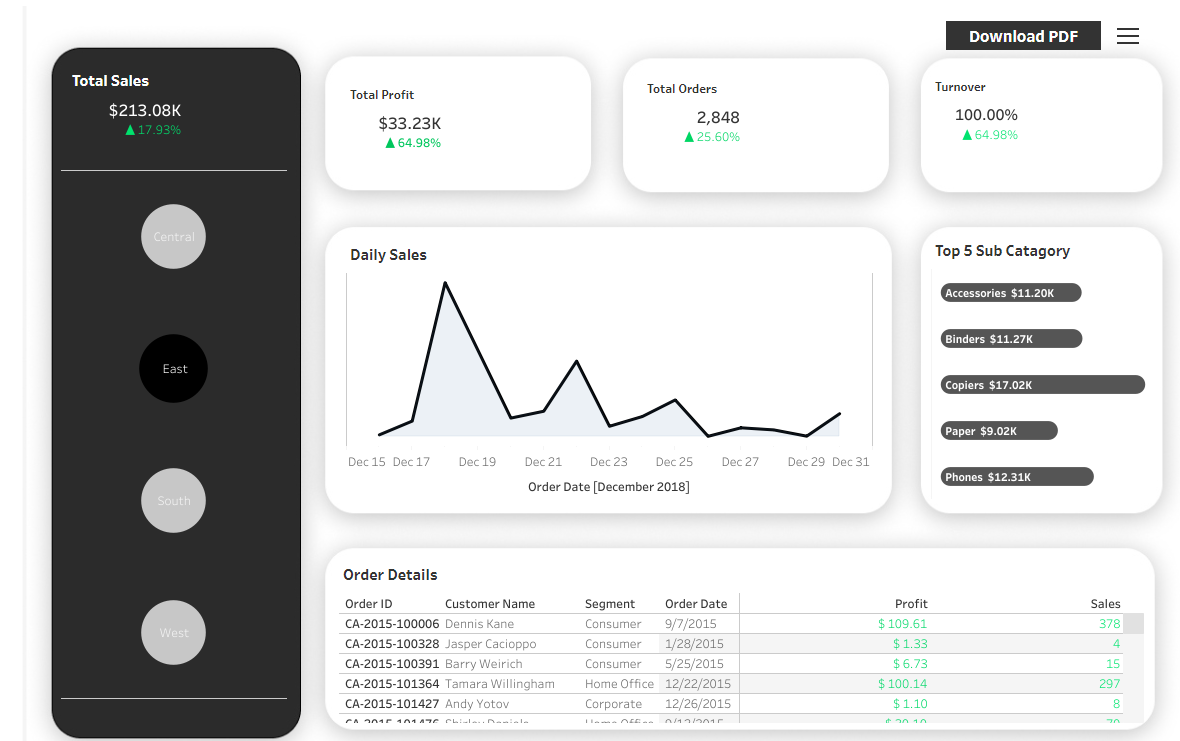 Download PDF
Total Sales
$213.08K
▲17.93%
Central
East
South
West
Total Profit
$33.23K
▲64.98%
Total Orders
2,848
▲25.60%
Turnover
100.00%
▲64.98%
Daily Sales
Dec 15 Dec 17 Dec 19 Dec 21 Dec 23 Dec 25 Dec 27 Dec 29 Dec 31
Order Date [December 2018]
Top 5 Sub Catagory
Accessories $11.20K
Binders $11.27K
Copiers $17.02K
Paper $9.02K
Phones $12.31K
Order Details
Order ID Customer Name Segment Order Date Profit Sales
CA-2015-100006 Dennis Kane Consumer 9/7/2015 $ 109.61 378
CA-2015-100328 Jasper Cacioppo Consumer 1/28/2015 $ 1.33 4
CA-2015-100391 Barry Weirich Consumer 5/25/2015 $ 6.73 15
CA-2015-101364 Tamara Willingham Home Office 12/22/2015 $ 100.14 297
CA-2015-101427 Andy Yotov Corporate 12/26/2015 $ 1.10 8